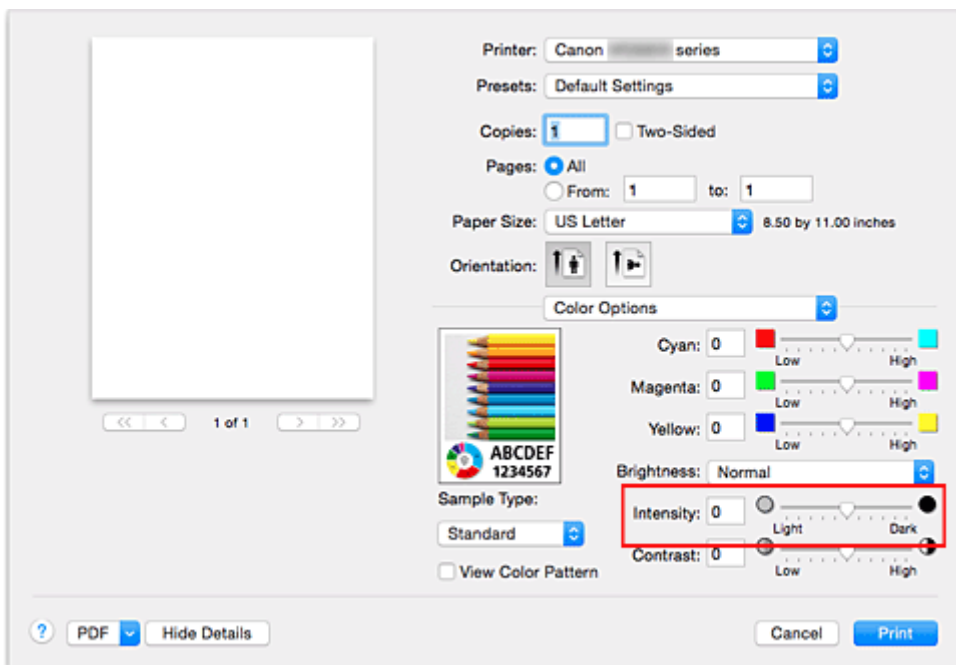 Printer: Canon series
Presets: Default Settings
Copies: 1 Two-Sided
Pages: All
From: 1 to: 1
Paper Size: US Letter 8.50 by 11.00 inches
Orientation:
Color Options
Cyan: 0
Low High
Magenta: 0
Low High
Yellow: 0
Low High
ABCDEF
1234567
Brightness: Normal
Sample Type:
Standard
View Color Pattern
Intensity: 0
Light Dark
Contrast: 0
Low High
<< < 1 of 1 > >>
? PDF Hide Details Cancel Print